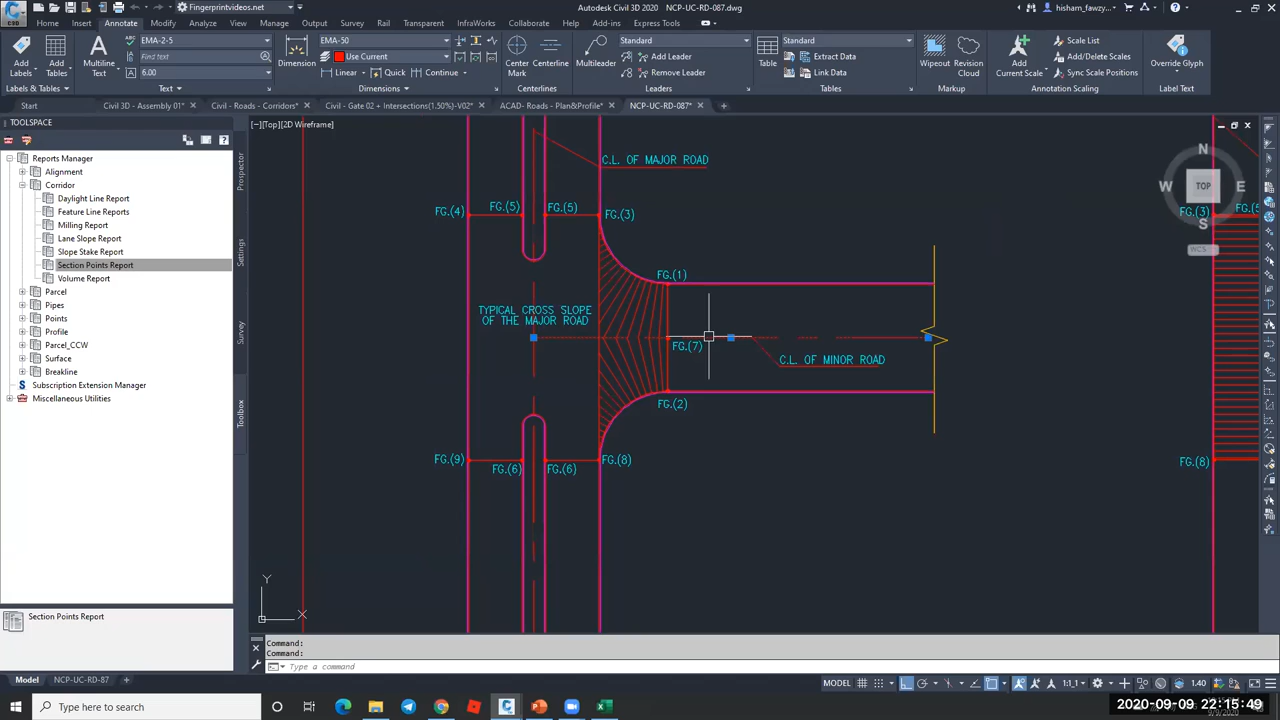 C3D
Fingerprintvideos.net
Autodesk Civil 3D 2020 NCP-UC-RD-087.dwg
hisham_fawzy...
Home Insert Annotate Modify Analyze View Manage Output Survey Rail Transparent InfraWorks Collaborate Help Add-ins Express Tools
Add Labels
Add Tables
Multiline Text
EMA-2-5
Find text
6.00
Dimension
EMA-50
Use Current
Linear Quick Continue
Center Mark
Centerline
Multileader
Standard
Add Leader
Remove Leader
Table
Standard
Extract Data
Link Data
Wipeout
Revision Cloud
Add Current Scale
Scale List
Add/Delete Scales
Sync Scale Positions
Override Glyph
Labels & Tables Text Dimensions Centerlines Leaders Tables Markup Annotation Scaling Label Text
Start Civil 3D - Assembly 01* Civil - Roads - Corridors* Civil - Gate 02 + Intersections(1.50%)-V02* ACAD- Roads - Plan&Profile* NCP-UC-RD-087*
TOOLSPACE
Reports Manager
Alignment
Corridor
Daylight Line Report
Feature Line Reports
Milling Report
Lane Slope Report
Slope Stake Report
Section Points Report
Volume Report
Parcel
Pipes
Points
Profile
Parcel_CCW
Surface
Breakline
Subscription Extension Manager
Miscellaneous Utilities
Section Points Report
Prospector
Settings
Survey
Toolbox
[−][Top][2D Wireframe]
C.L. OF MAJOR ROAD
FG.(4) FG.(5) FG.(5) FG.(3)
FG.(1)
TYPICAL CROSS SLOPE
OF THE MAJOR ROAD
FG.(7)
C.L. OF MINOR ROAD
FG.(2)
FG.(9) FG.(6) FG.(6) FG.(8)
FG.(3)
FG.(8)
N
W TOP E
S
WCS
Y
X
Command:
Command:
Type a command
Model NCP-UC-RD-87
MODEL 1:1 1.40
Type here to search
2020-09-09 22:15:49